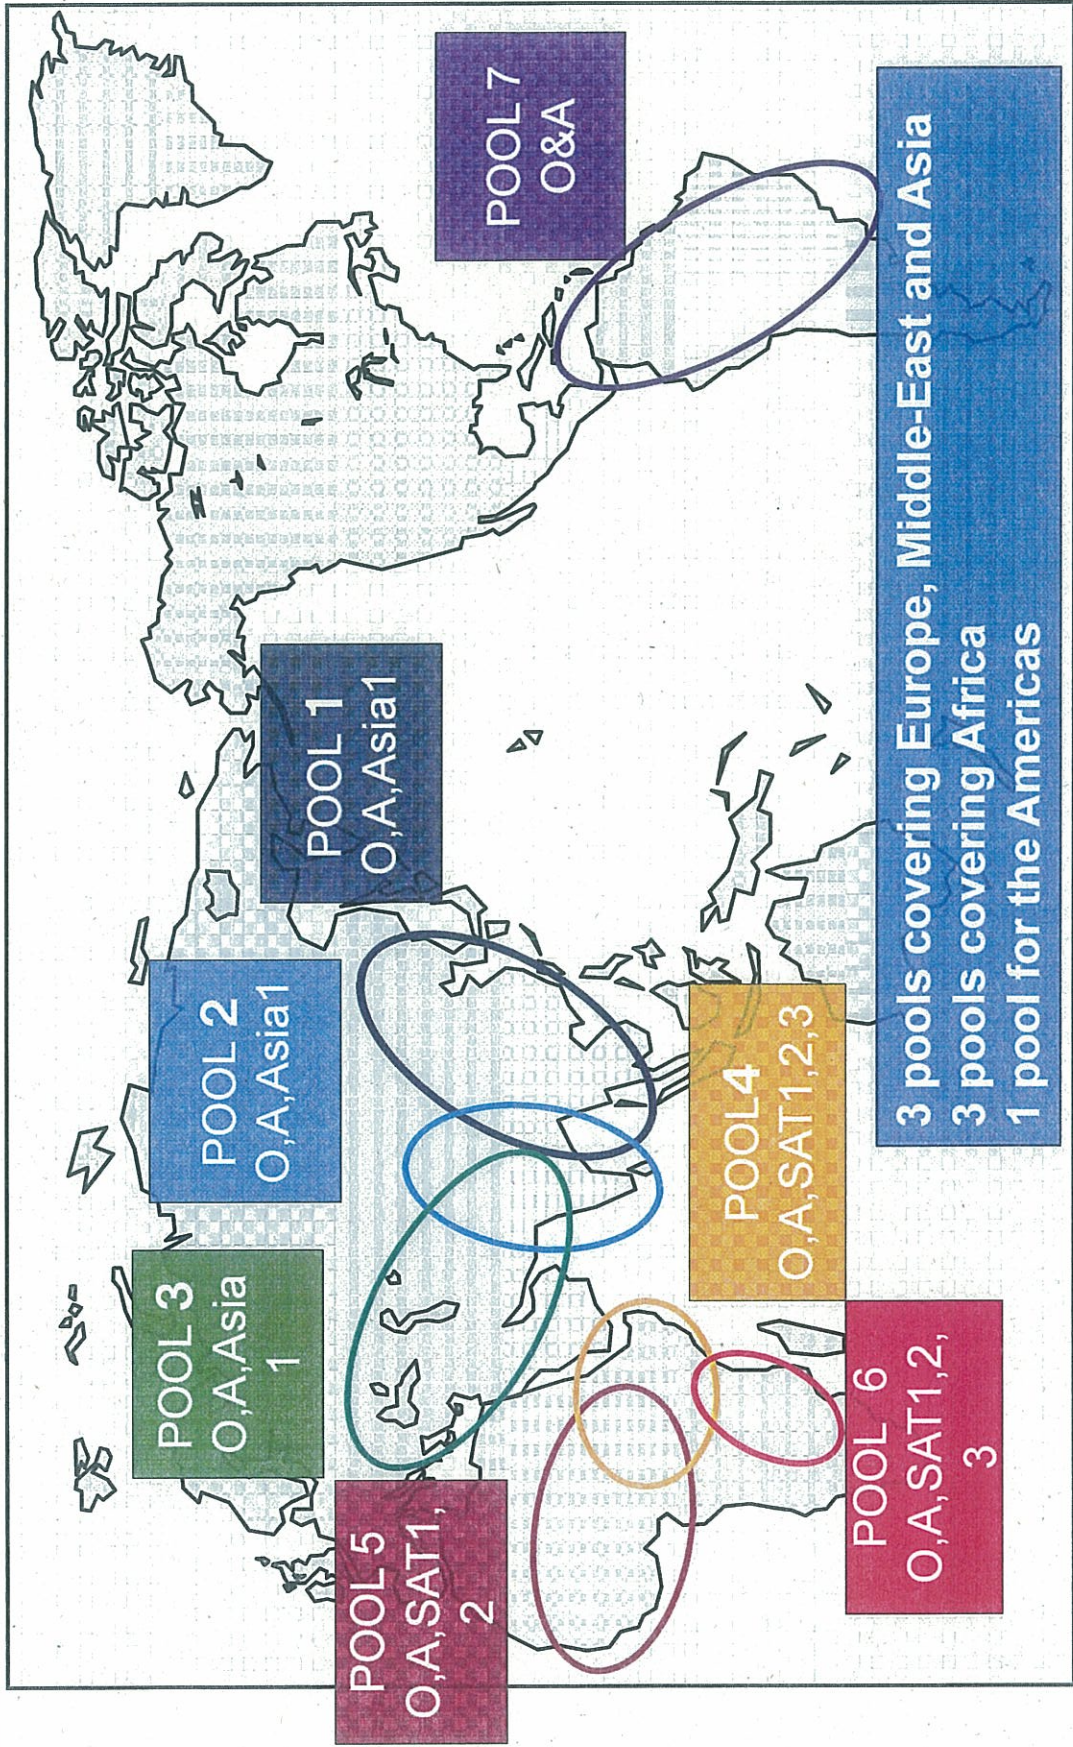 POOL 3
O,A,Asia
1
POOL 2
O,A,Asia1
POOL 1
O,A,Asia1
POOL 5
O,A,SAT1,
2
POOL 7
O&A
POOL4
O,A,SAT1,2,3
POOL 6
O,A,SAT1,2,
3
3 pools covering Europe, Middle-East and Asia
3 pools covering Africa
1 pool for the Americas